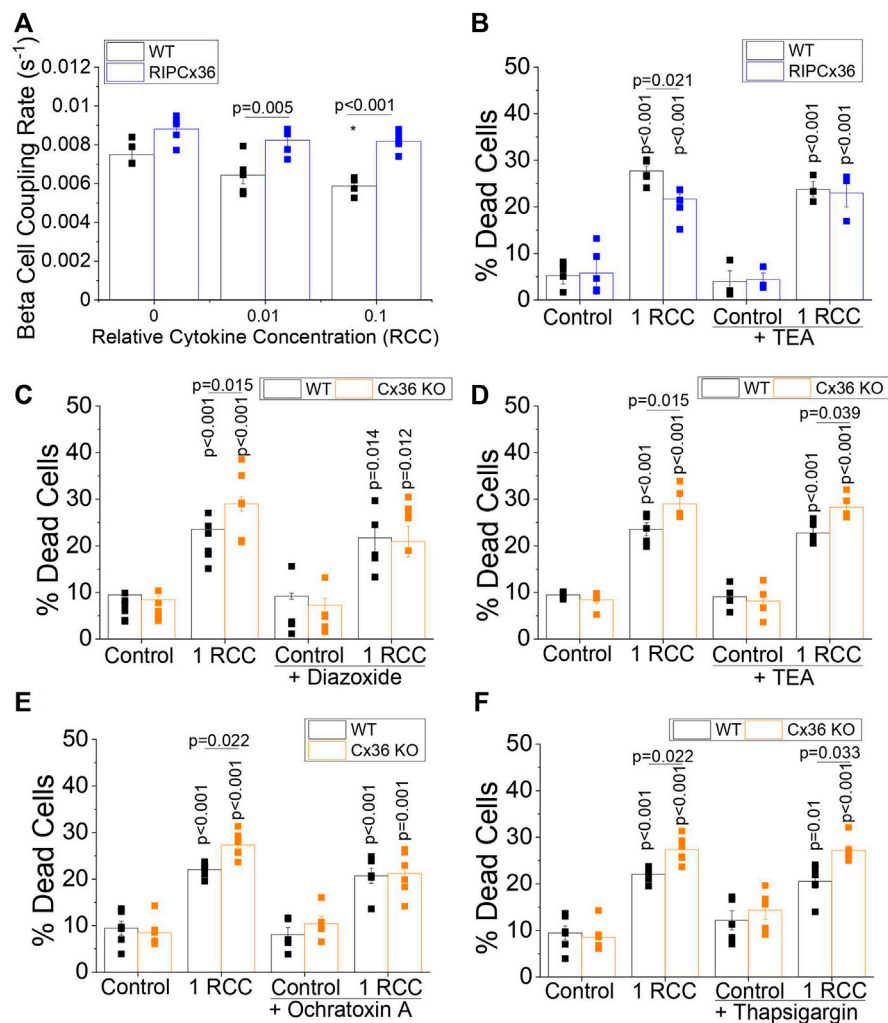 A
WT
RIPCx36
Beta Cell Coupling Rate (s⁻¹)
0.012
0.01
0.008
0.006
0.004
0.002
0
p=0.005
p<0.001
*
0
0.01
0.1
Relative Cytokine Concentration (RCC)
B
WT
RIPCx36
% Dead Cells
50
40
30
20
10
0
p=0.021
p<0.001
p<0.001
p<0.001
p<0.001
Control
1 RCC
Control
1 RCC
+ TEA
C
WT
Cx36 KO
% Dead Cells
50
40
30
20
10
0
p=0.015
p<0.001
p<0.001
p=0.014
p=0.012
Control
1 RCC
Control
1 RCC
+ Diazoxide
D
WT
Cx36 KO
% Dead Cells
50
40
30
20
10
0
p=0.015
p<0.001
p<0.001
p=0.039
p<0.001
p<0.001
Control
1 RCC
Control
1 RCC
+ TEA
E
WT
Cx36 KO
% Dead Cells
50
40
30
20
10
0
p=0.022
p<0.001
p<0.001
p<0.001
p=0.001
Control
1 RCC
Control
1 RCC
+ Ochratoxin A
F
WT
Cx36 KO
% Dead Cells
50
40
30
20
10
0
p=0.022
p<0.001
p<0.001
p=0.033
p=0.01
p<0.001
Control
1 RCC
Control
1 RCC
+ Thapsigargin